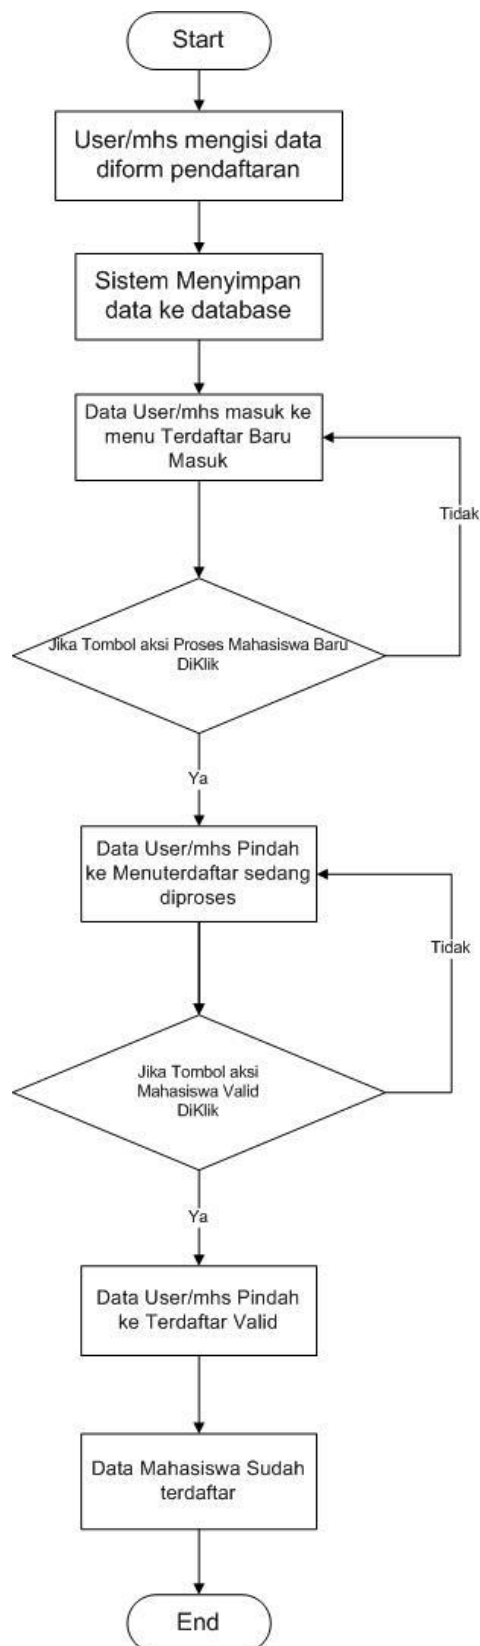 Start
User/mhs mengisi data
diform pendaftaran
Sistem Menyimpan
data ke database
Data User/mhs masuk ke
menu Terdaftar Baru
Masuk
Tidak
Jika Tombol aksi Proses Mahasiswa Baru
DiKlik
Ya
Data User/mhs Pindah
ke Menuterdaftar sedang
diproses
Tidak
Jika Tombol aksi
Mahasiswa Valid
DiKlik
Ya
Data User/mhs Pindah
ke Terdaftar Valid
Data Mahasiswa Sudah
terdaftar
End